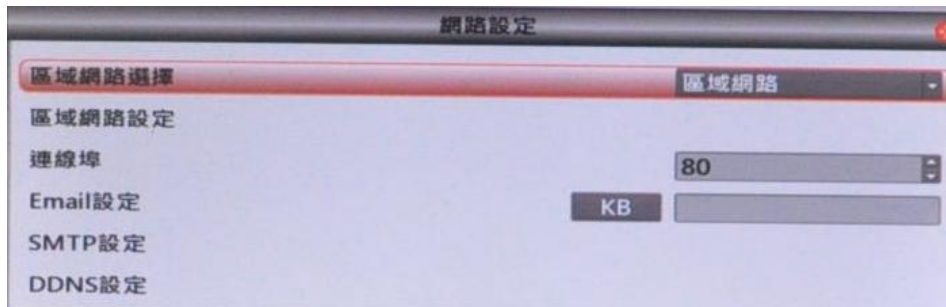 網路設定
區域網路選擇 區域網路
區域網路設定
連線埠 80
Email設定 KB
SMTP設定
DDNS設定